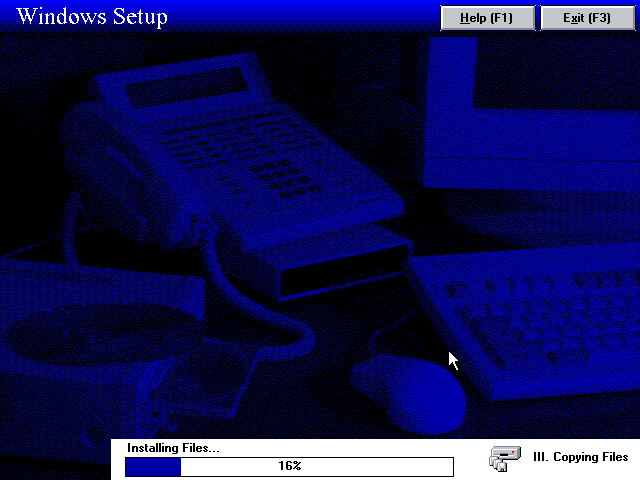 Windows Setup
Help (F1)
Exit (F3)
Installing Files...
16%
III. Copying Files